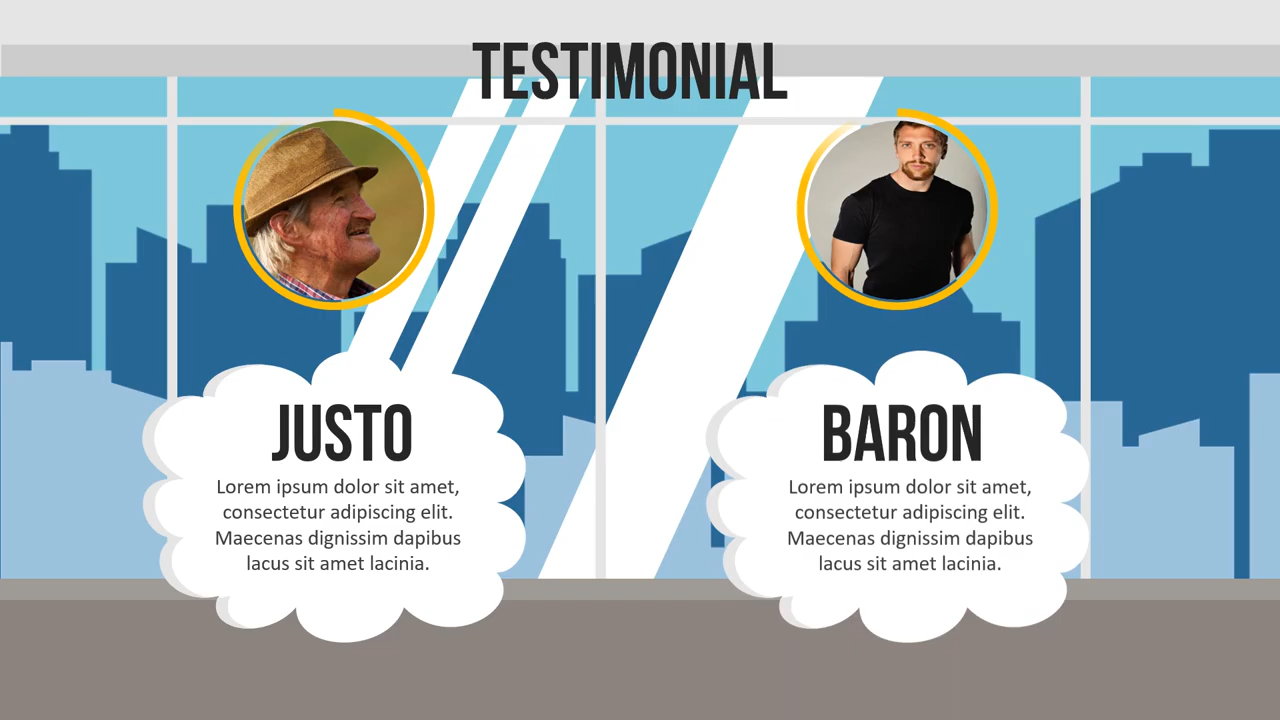 TESTIMONIAL
JUSTO
Lorem ipsum dolor sit amet,
consectetur adipiscing elit.
Maecenas dignissim dapibus
lacus sit amet lacinia.
BARON
Lorem ipsum dolor sit amet,
consectetur adipiscing elit.
Maecenas dignissim dapibus
lacus sit amet lacinia.